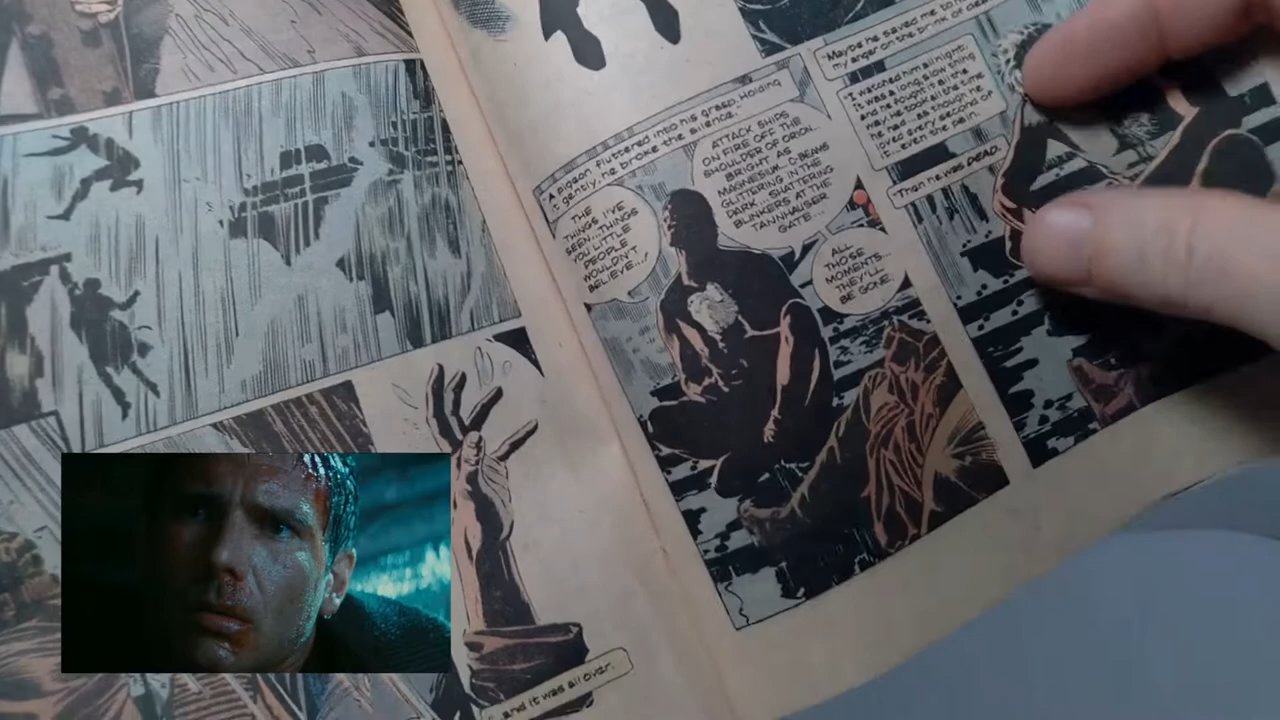 ...and it was all over.
"A pigeon fluttered into his grasp. Holding
it gently, he broke the silence."
THE
THINGS I'VE
SEEN...THINGS
YOU LITTLE
PEOPLE
WOULDN'T
BELIEVE...!
ATTACK SHIPS
ON FIRE OFF THE
SHOULDER OF ORION...
BRIGHT AS
MAGNESIUM...C-BEAMS
GLITTERING IN THE
DARK...SHATTERING
BLINKERS AT THE
TANNHAUSER
GATE...
ALL
THOSE
MOMENTS...
THEY'LL
BE GONE.
"Maybe he saved me to
my anger on the brink of
"I watched him all night.
It was a long, slow thing
and he fought it all the
way. He took all the time
he had...as though he
loved every second of
it...even the pain.
"Then he was DEAD.